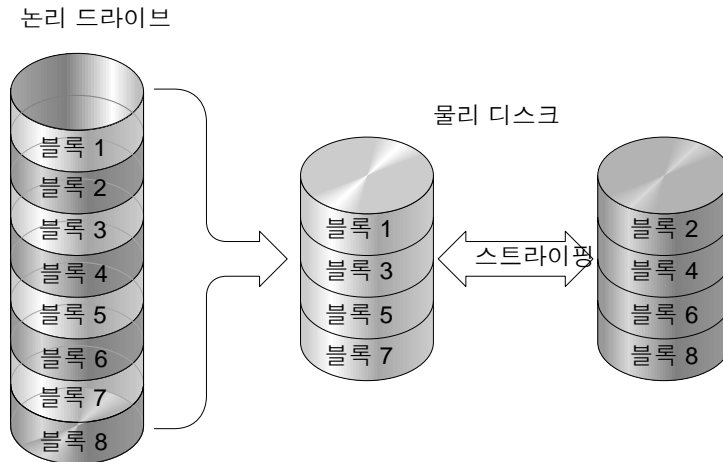 논리 드라이브
블록 1
블록 2
블록 3
블록 4
블록 5
블록 6
블록 7
블록 8
물리 디스크
블록 1
블록 3
블록 5
블록 7
스트라이핑
블록 2
블록 4
블록 6
블록 8